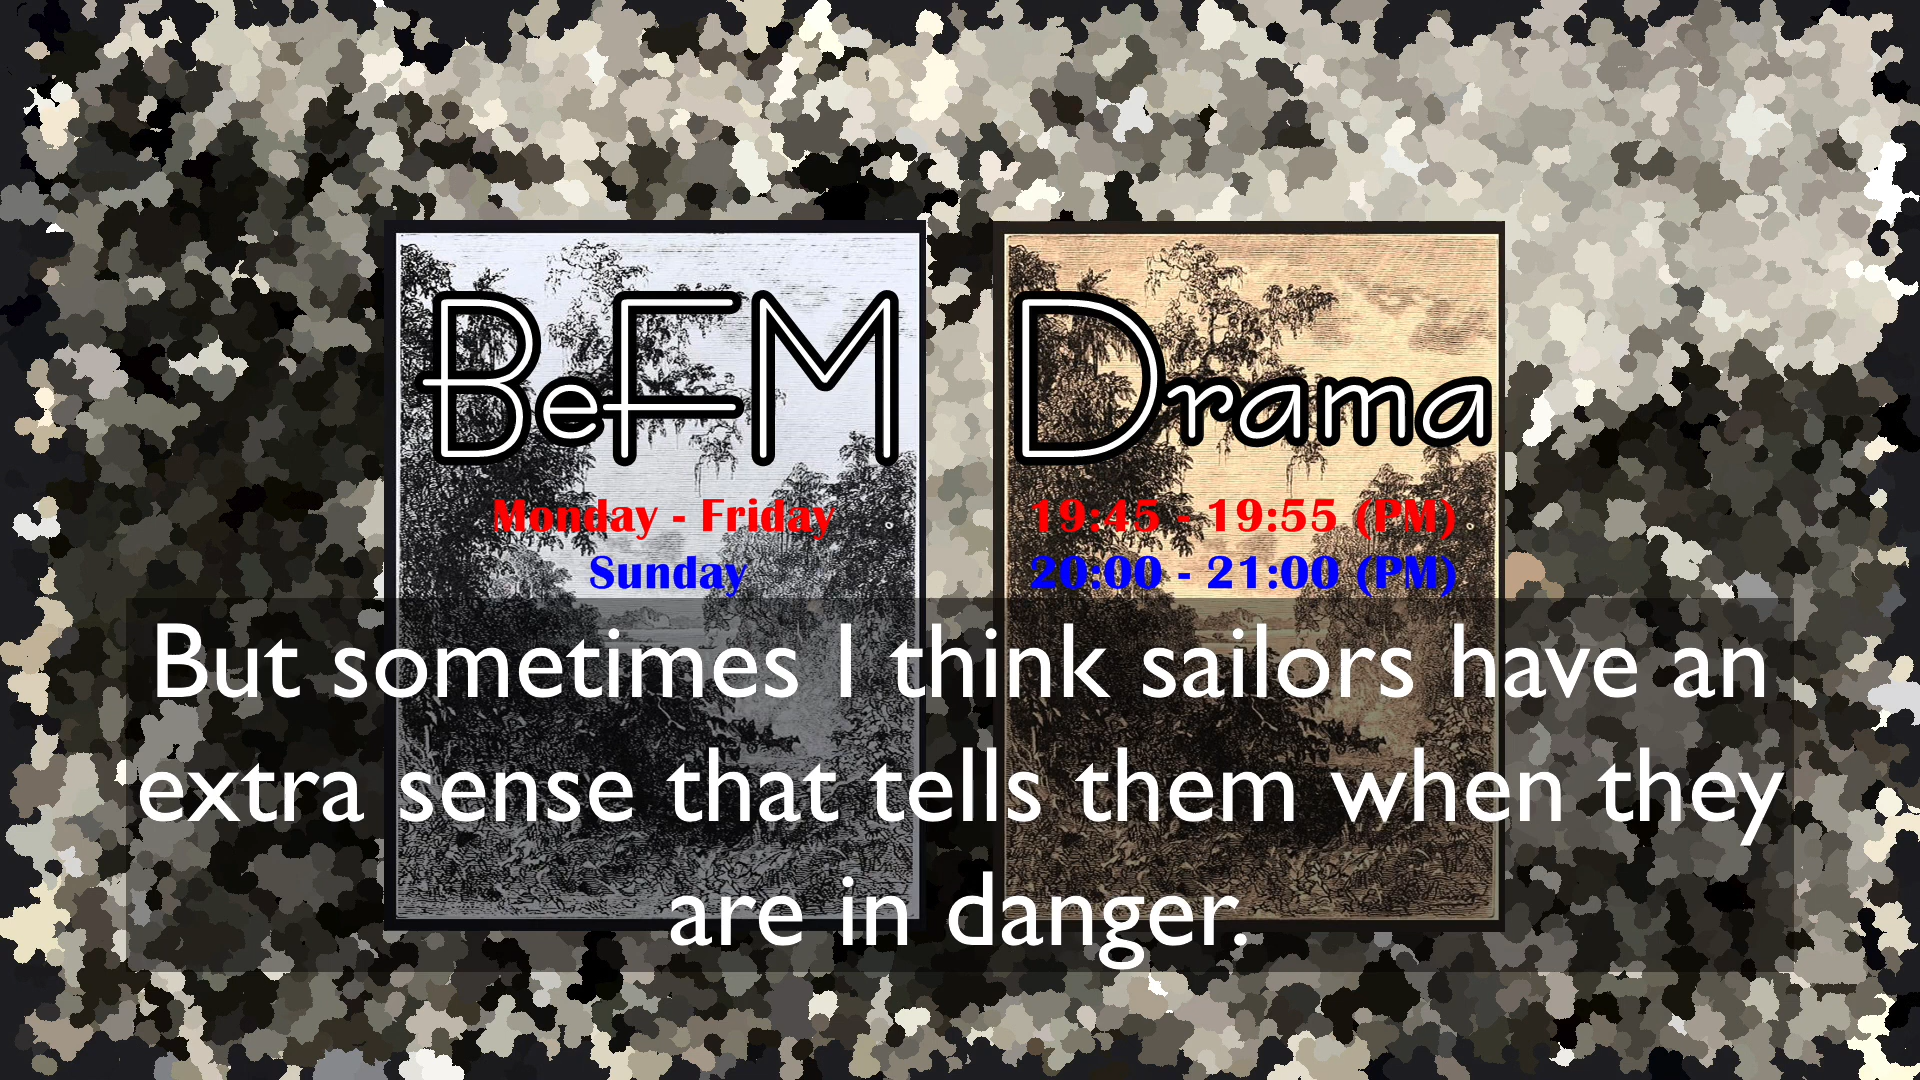 BeFM Drama
Monday - Friday 19:45 - 19:55 (PM)
Sunday 20:00 - 21:00 (PM)
But sometimes I think sailors have an
extra sense that tells them when they
are in danger.